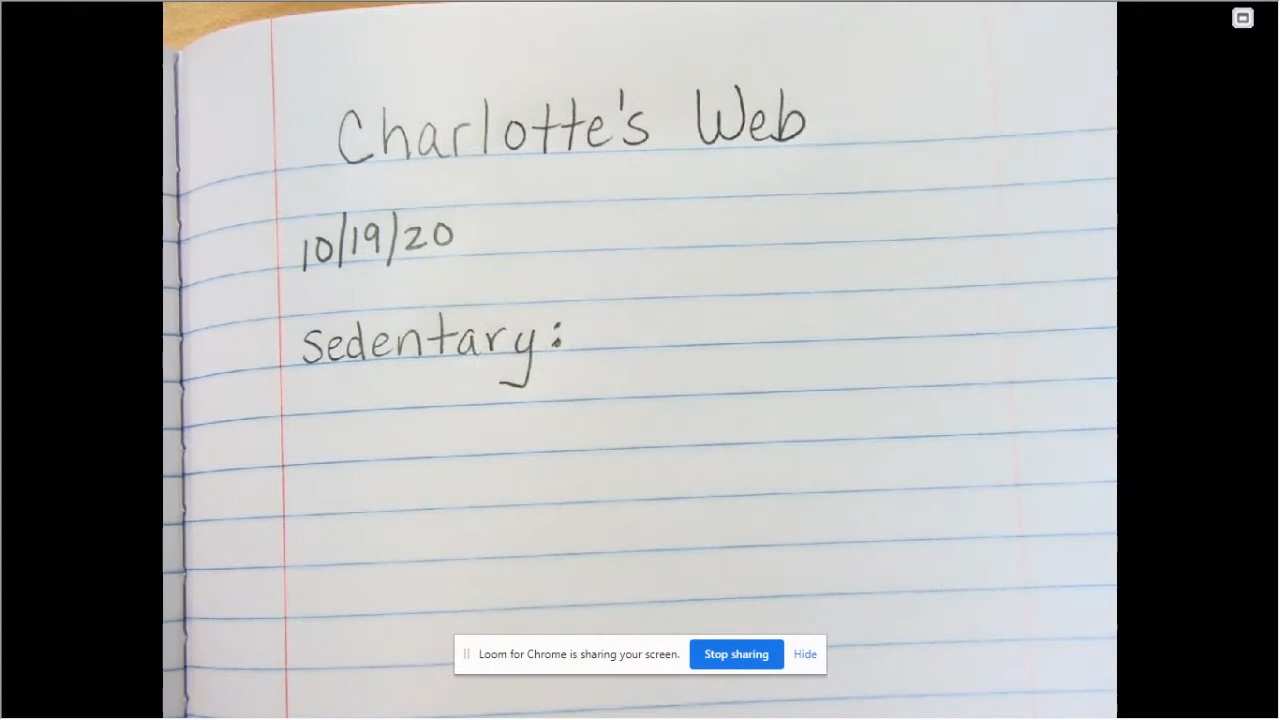 Charlotte's Web
10/19/20
sedentary:
Loom for Chrome is sharing your screen. Stop sharing Hide